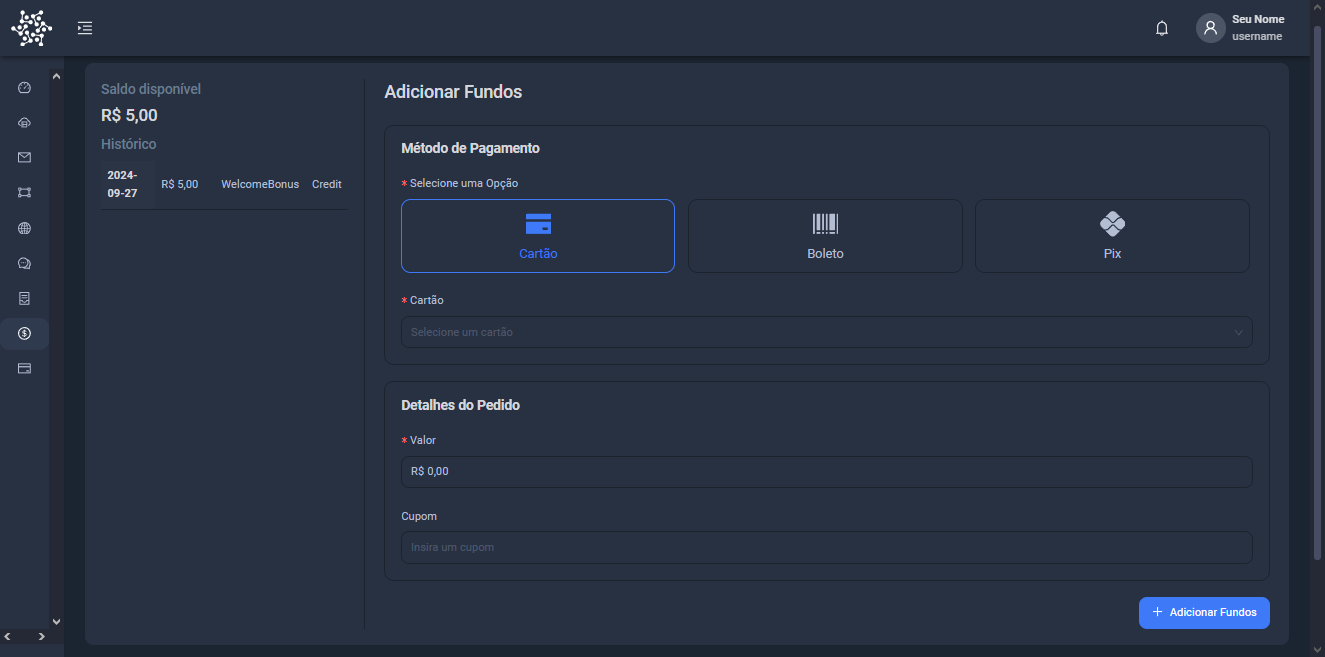 Seu Nome
username
Saldo disponível
R$ 5,00
Histórico
2024-
09-27
R$ 5,00
WelcomeBonus
Credit
Adicionar Fundos
Método de Pagamento
* Selecione uma Opção
Cartão
Boleto
Pix
* Cartão
Selecione um cartão
Detalhes do Pedido
* Valor
R$ 0,00
Cupom
Insira um cupom
+ Adicionar Fundos